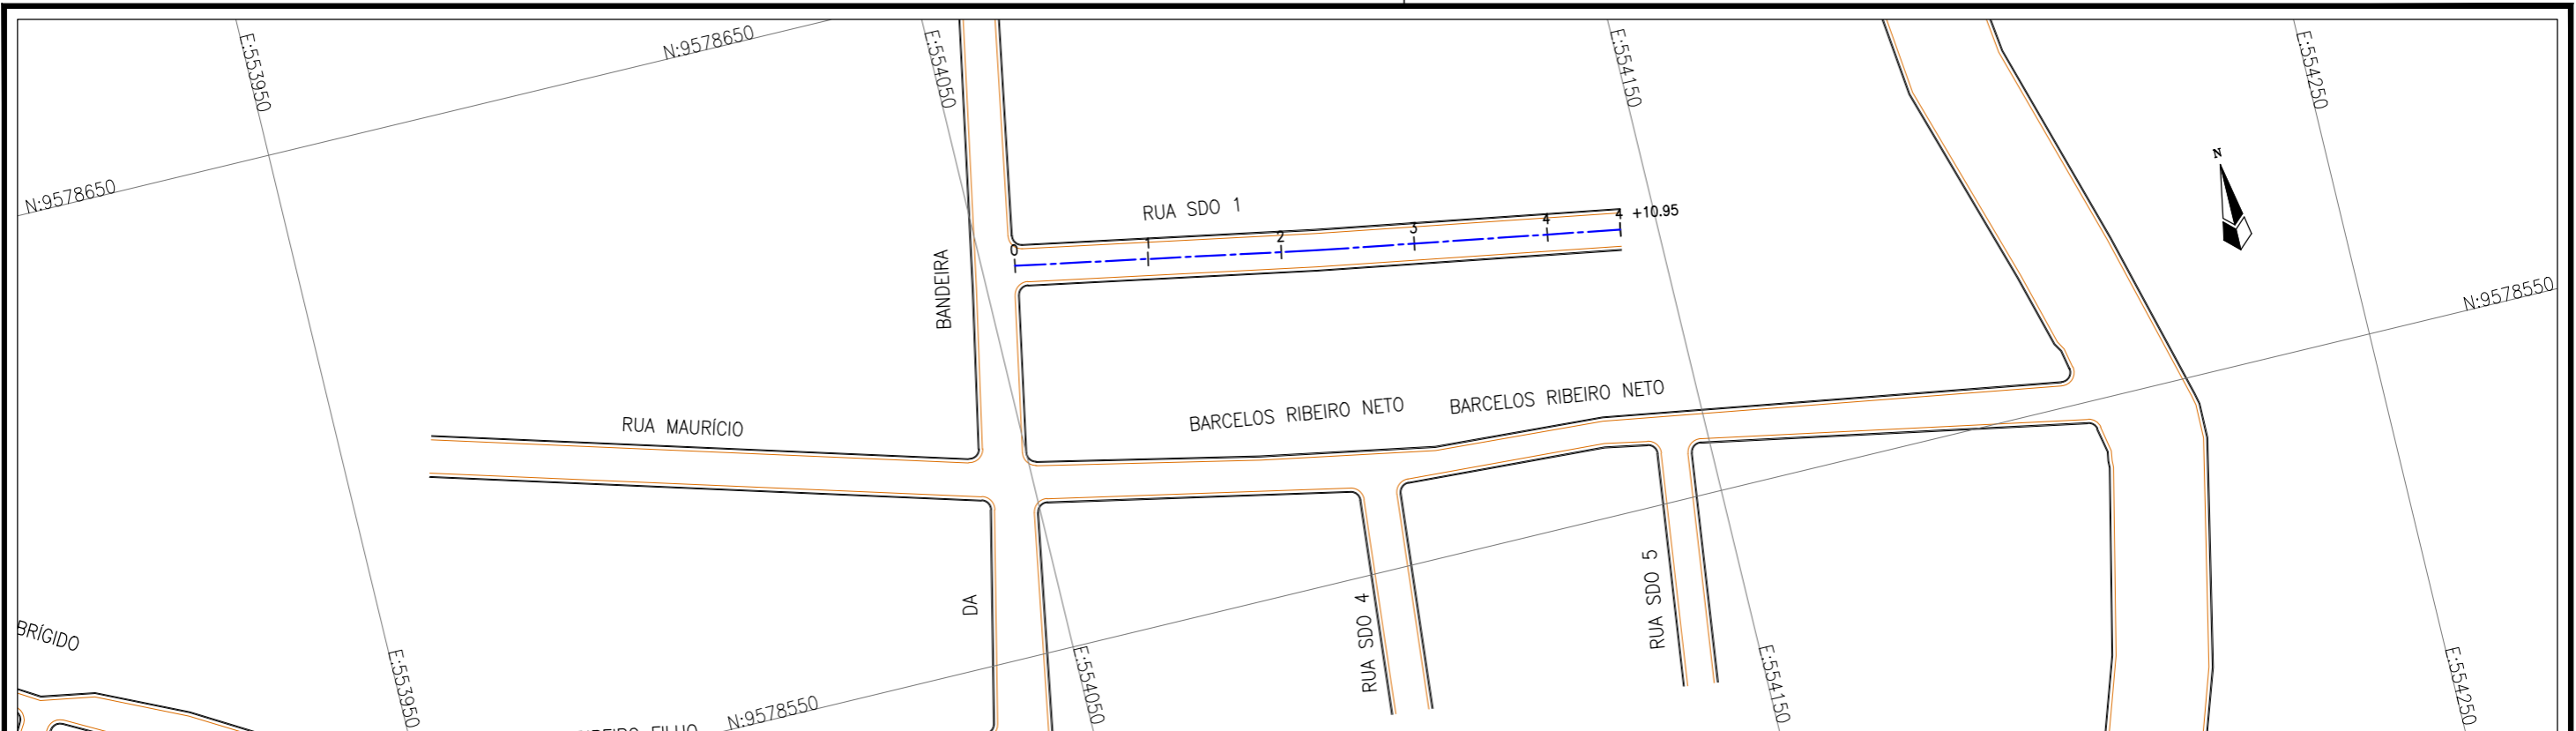 E:553950
N:9578650
E:554050
E:554150
E:554250
N
N:9578650
RUA SDO 1
0
1
2
3
4
4 +10.95
BANDEIRA
N:9578550
RUA MAURÍCIO
BARCELOS RIBEIRO NETO
BARCELOS RIBEIRO NETO
DA
RUA SDO 4
RUA SDO 5
BRÍGIDO
E:553950
E:554050
E:554150
E:554250
N:9578550
FILHO